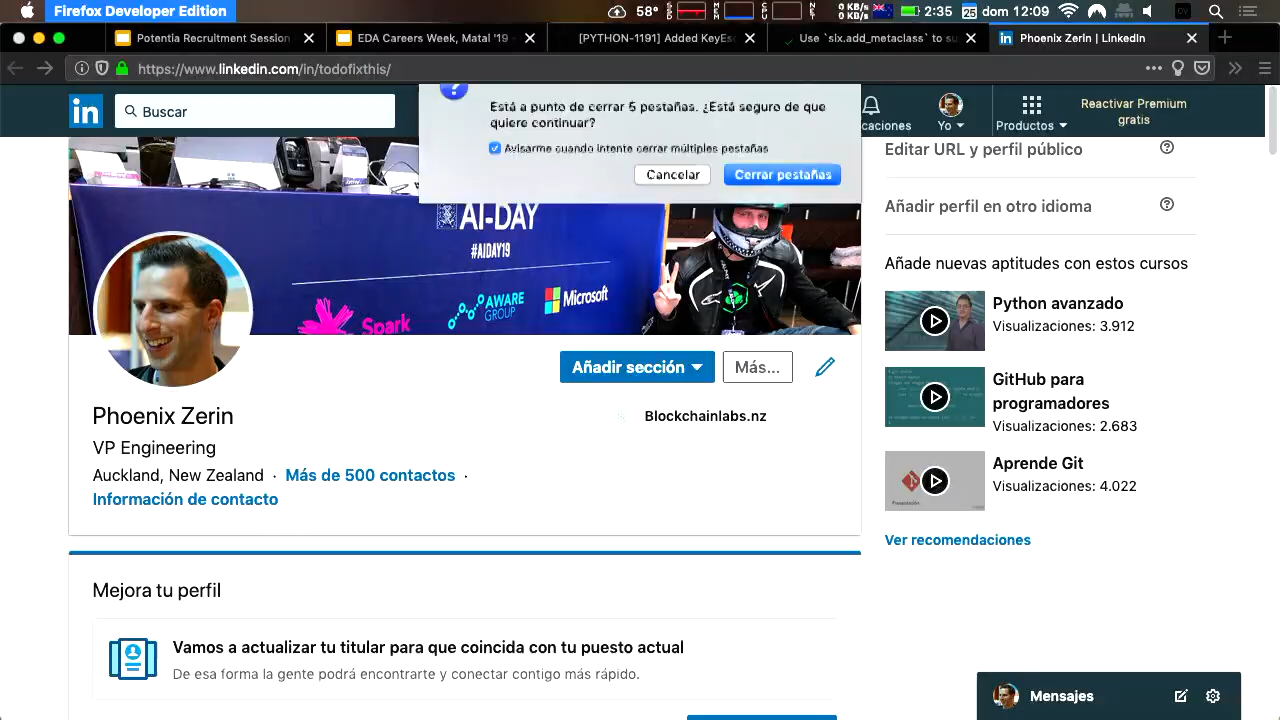 Firefox Developer Edition
58°
0 KB/s
0 KB/s
2:35
25
dom 12:09
Potentia Recruitment Session
EDA Careers Week, Matal '19 -
[PYTHON-1191] Added KeyEs
Use `six.add_metaclass` to su
Phoenix Zerin | LinkedIn
https://www.linkedin.com/in/todofixthis/
in
Buscar
Está a punto de cerrar 5 pestañas. ¿Está seguro de que
quiere continuar?
Avisarme cuando intente cerrar múltiples pestañas
Cancelar
Cerrar pestañas
caciones
Yo
Productos
Reactivar Premium
gratis
AI-DAY
#AIDAY19
Spark
AWARE
GROUP
Microsoft
Editar URL y perfil público
Añadir perfil en otro idioma
Añade nuevas aptitudes con estos cursos
Python avanzado
Visualizaciones: 3.912
GitHub para
programadores
Visualizaciones: 2.683
Aprende Git
Visualizaciones: 4.022
Ver recomendaciones
Añadir sección
Más...
Phoenix Zerin
VP Engineering
Auckland, New Zealand · Más de 500 contactos ·
Información de contacto
Blockchainlabs.nz
Mejora tu perfil
Vamos a actualizar tu titular para que coincida con tu puesto actual
De esa forma la gente podrá encontrarte y conectar contigo más rápido.
Mensajes